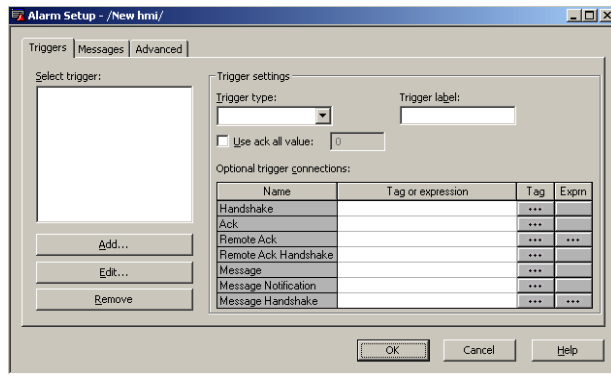 Alarm Setup - /New hmi/
Triggers Messages Advanced
Select trigger:
Add...
Edit...
Remove
Trigger settings
Trigger type: Trigger label:
Use ack all value: 0
Optional trigger connections:
Name Tag or expression Tag Exprn
Handshake ...
Ack ...
Remote Ack ... ...
Remote Ack Handshake ...
Message ...
Message Notification ...
Message Handshake ... ...
OK Cancel Help